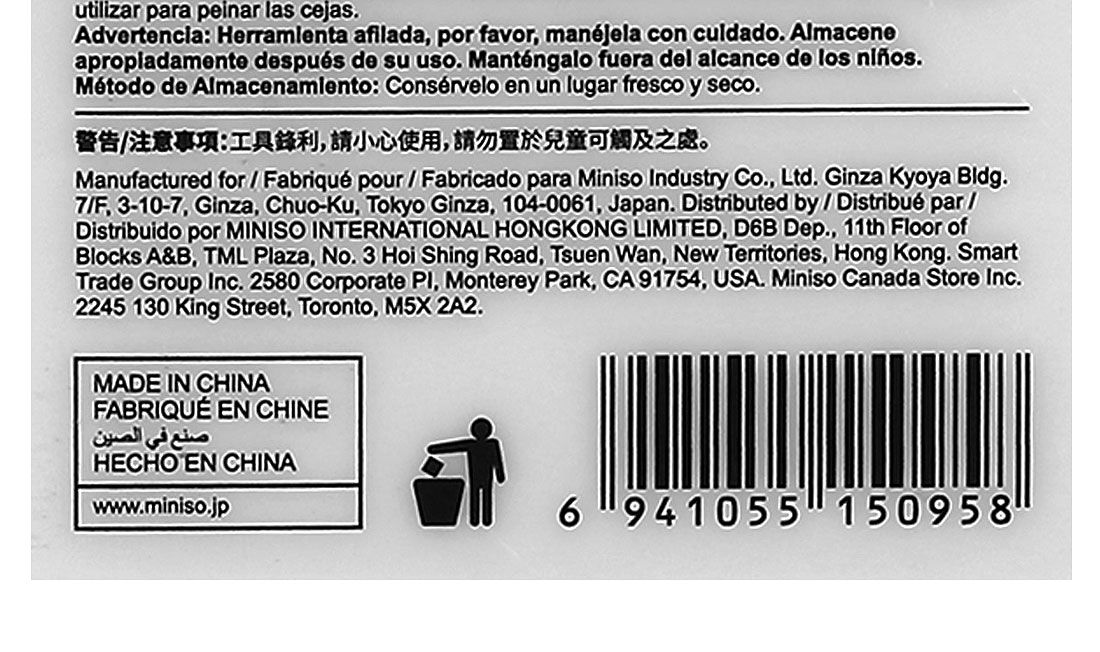 utilizar para peinar las cejas.
Advertencia: Herramienta afilada, por favor, manéjela con cuidado. Almacene
apropiadamente después de su uso. Manténgalo fuera del alcance de los niños.
Método de Almacenamiento: Consérvelo en un lugar fresco y seco.
警告/注意事項:工具鋒利,請小心使用,請勿置於兒童可觸及之處。
Manufactured for / Fabriqué pour / Fabricado para Miniso Industry Co., Ltd. Ginza Kyoya Bldg.
7/F, 3-10-7, Ginza, Chuo-Ku, Tokyo Ginza, 104-0061, Japan. Distributed by / Distribué par /
Distribuido por MINISO INTERNATIONAL HONGKONG LIMITED, D6B Dep., 11th Floor of
Blocks A&B, TML Plaza, No. 3 Hoi Shing Road, Tsuen Wan, New Territories, Hong Kong. Smart
Trade Group Inc. 2580 Corporate Pl, Monterey Park, CA 91754, USA. Miniso Canada Store Inc.
2245 130 King Street, Toronto, M5X 2A2.
MADE IN CHINA
FABRIQUÉ EN CHINE
صنع في الصين
HECHO EN CHINA
www.miniso.jp
6 941055 150958